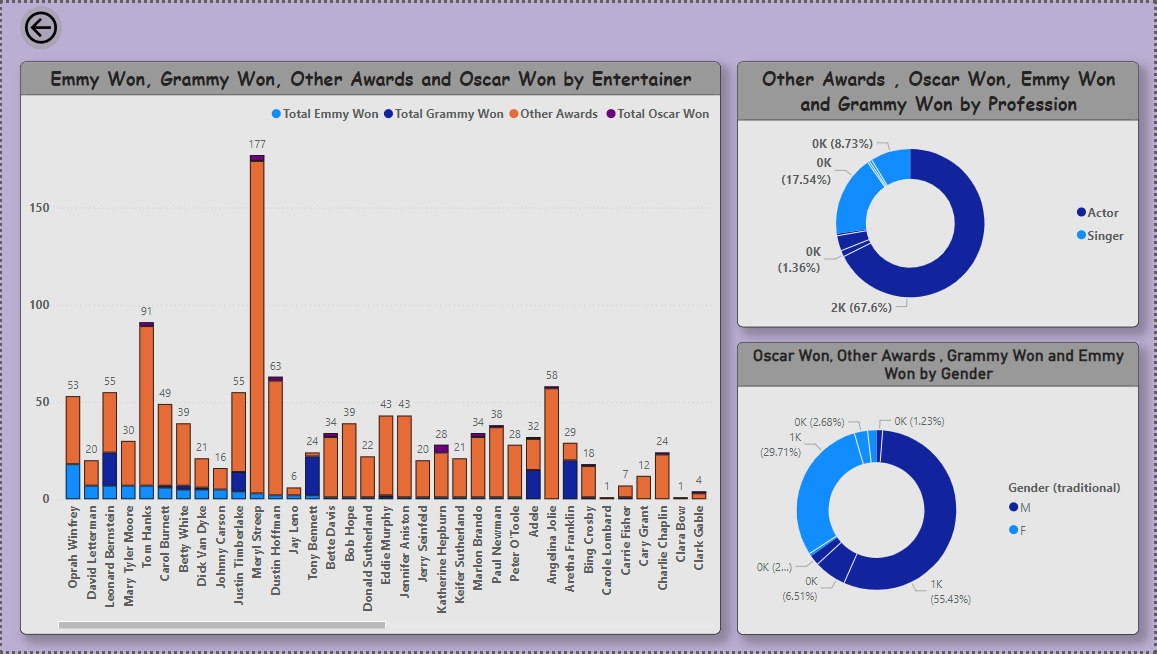 Emmy Won, Grammy Won, Other Awards and Oscar Won by Entertainer
Total Emmy Won Total Grammy Won Other Awards Total Oscar Won
150
100
50
0
53
20
55
30
91
49
39
21
16
55
177
63
6
24
34
39
22
43
43
20
28
21
34
38
28
32
58
29
18
1
7
12
24
1
4
Oprah Winfrey
David Letterman
Leonard Bernstein
Mary Tyler Moore
Tom Hanks
Carol Burnett
Betty White
Dick Van Dyke
Johnny Carson
Justin Timberlake
Meryl Streep
Dustin Hoffman
Jay Leno
Tony Bennett
Bette Davis
Bob Hope
Donald Sutherland
Eddie Murphy
Jennifer Aniston
Jerry Seinfeld
Katherine Hepburn
Keifer Sutherland
Marlon Brando
Paul Newman
Peter O'Toole
Adele
Angelina Jolie
Aretha Franklin
Bing Crosby
Carole Lombard
Carrie Fisher
Cary Grant
Charlie Chaplin
Clara Bow
Clark Gable
Other Awards , Oscar Won, Emmy Won
and Grammy Won by Profession
0K (8.73%)
0K
(17.54%)
0K
(1.36%)
2K (67.6%)
Actor
Singer
Oscar Won, Other Awards , Grammy Won and Emmy
Won by Gender
0K (2.68%)
0K (1.23%)
1K
(29.71%)
0K (2...)
0K
(6.51%)
1K
(55.43%)
Gender (traditional)
M
F